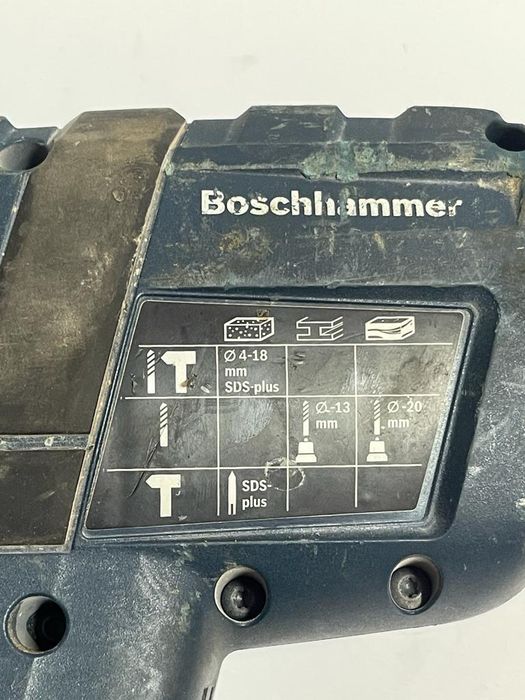 Boschhammer
Ø 4-18
mm
SDS-plus
Ø-13
mm
Ø-20
mm
SDS-
plus